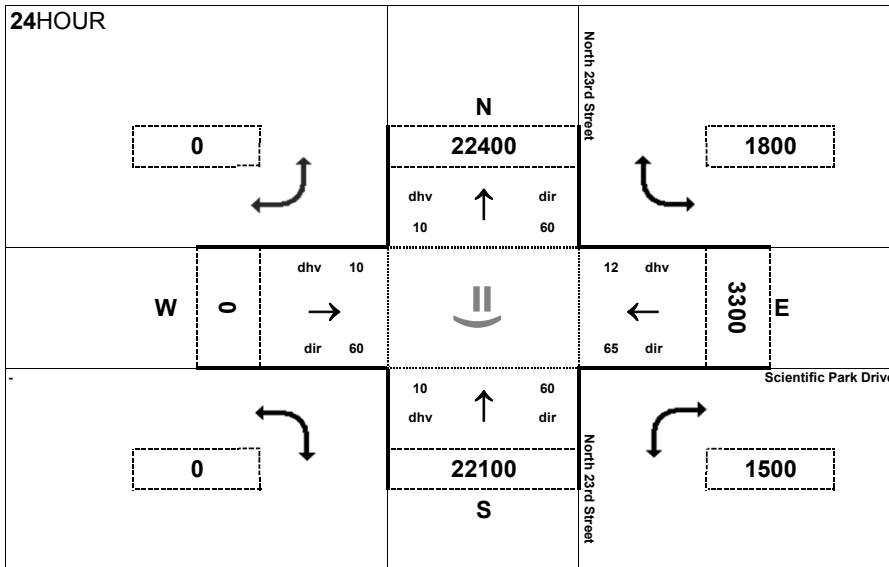 24HOUR
North 23rd Street
N
0
22400
1800
dhv
dir
10
60
dhv 10
12 dhv
W
0
3300
E
dir 60
65 dir
-
10
60
Scientific Park Drive
dhv
dir
North 23rd Street
0
22100
1500
S